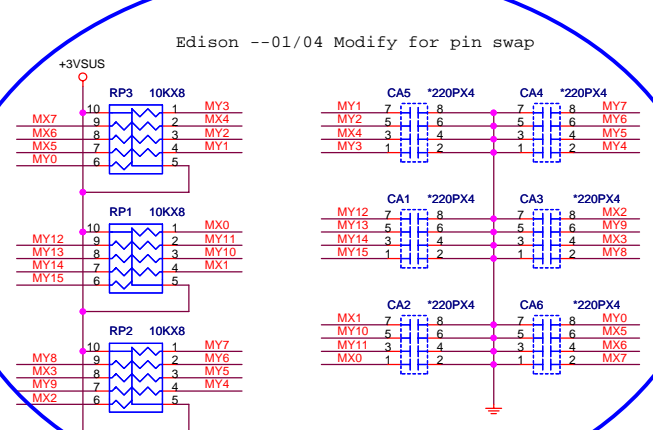 Edison --01/04 Modify for pin swap
+3VSUS
RP3 10KX8
10 1 MY3
MX7 9 2 MX4
MX6 8 3 MY2
MX5 7 4 MY1
MY0 6 5
RP1 10KX8
10 1 MX0
MY12 9 2 MY11
MY13 8 3 MY10
MY14 7 4 MX1
MY15 6 5
RP2 10KX8
10 1 MY7
MY8 9 2 MY6
MX3 8 3 MY5
MY9 7 4 MY4
MX2 6 5
CA5 *220PX4 CA4 *220PX4
MY1 7 8 7 8 MY7
MY2 5 6 5 6 MY6
MX4 3 4 3 4 MY5
MY3 1 2 1 2 MY4
CA1 *220PX4 CA3 *220PX4
MY12 7 8 7 8 MX2
MY13 5 6 5 6 MY9
MY14 3 4 3 4 MX3
MY15 1 2 1 2 MY8
CA2 *220PX4 CA6 *220PX4
MX1 7 8 7 8 MY0
MY10 5 6 5 6 MX5
MY11 3 4 3 4 MX6
MX0 1 2 1 2 MX7